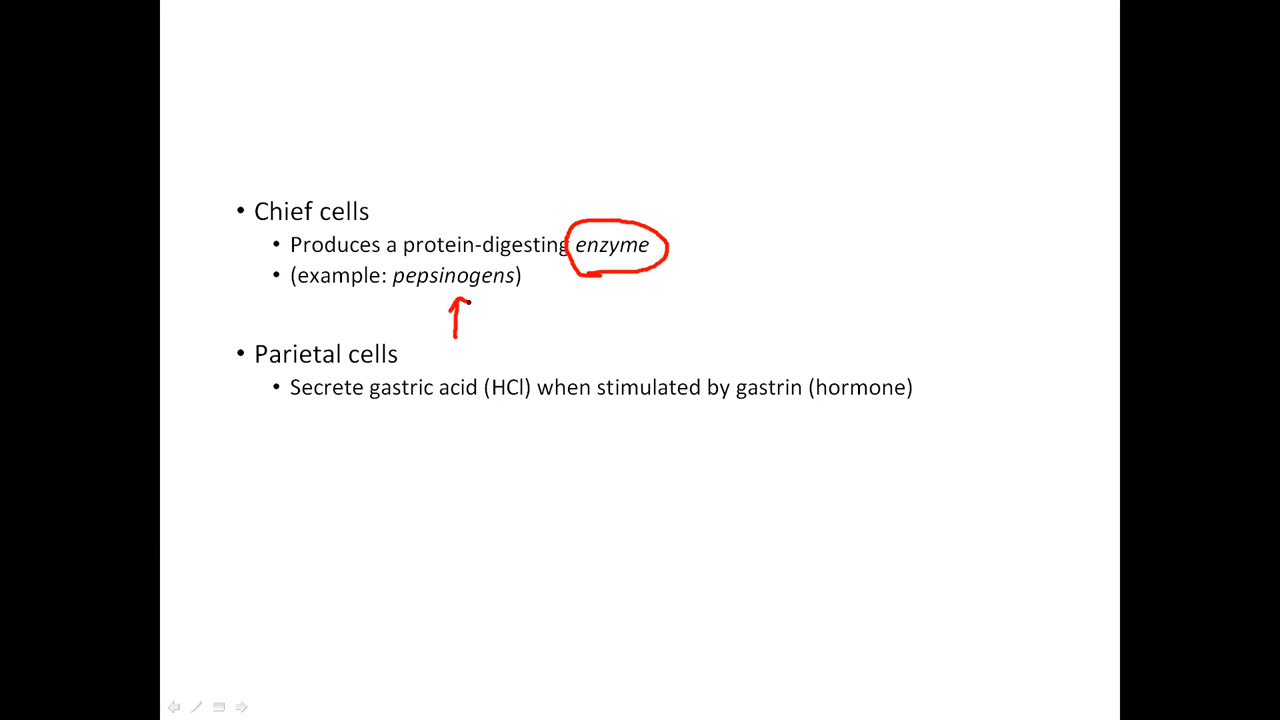 • Chief cells
• Produces a protein-digesting enzyme
• (example: pepsinogens)
• Parietal cells
• Secrete gastric acid (HCl) when stimulated by gastrin (hormone)